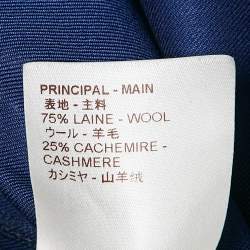 PRINCIPAL - MAIN
表地 - 主料
75% LAINE - WOOL
ウール - 羊毛
25% CACHEMIRE -
CASHMERE
カシミヤ - 山羊绒